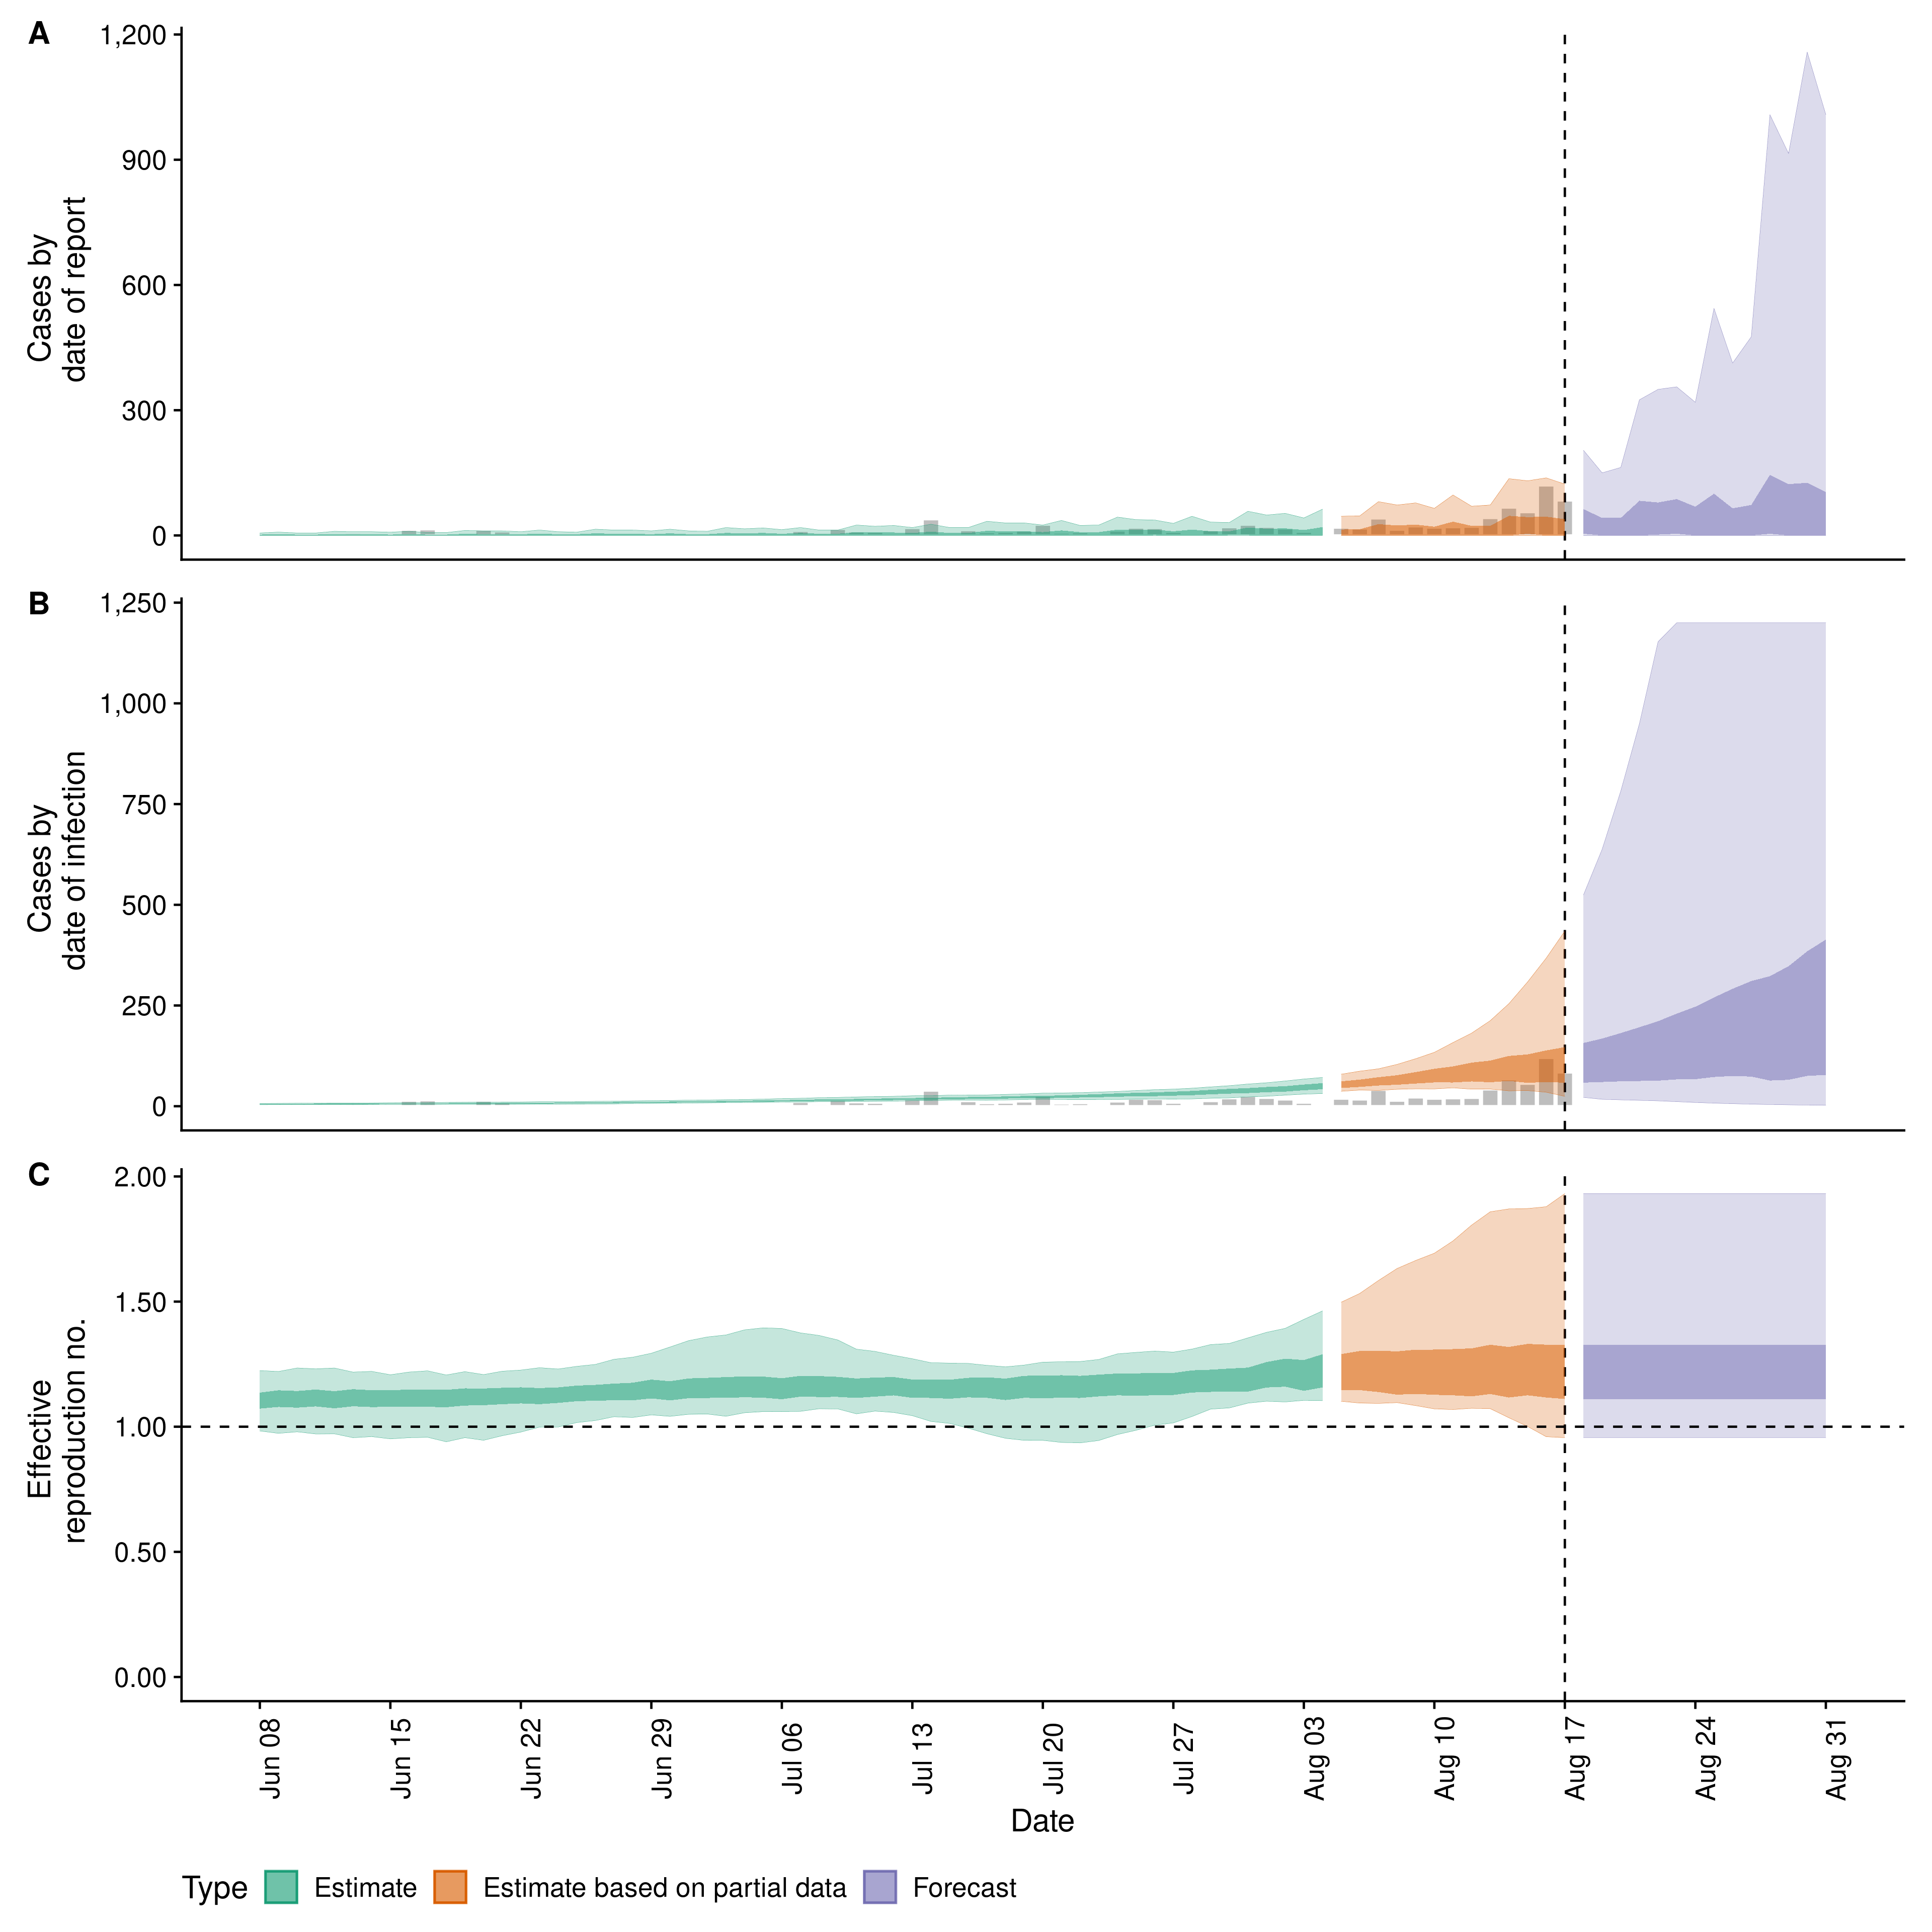 A
1,200
900
600
300
0
Cases by
date of report
B
1,250
1,000
750
500
250
0
Cases by
date of infection
C
2.00
1.50
1.00
0.50
0.00
Effective
reproduction no.
Jun 08
Jun 15
Jun 22
Jun 29
Jul 06
Jul 13
Jul 20
Jul 27
Aug 03
Aug 10
Aug 17
Aug 24
Aug 31
Date
Type Estimate Estimate based on partial data Forecast